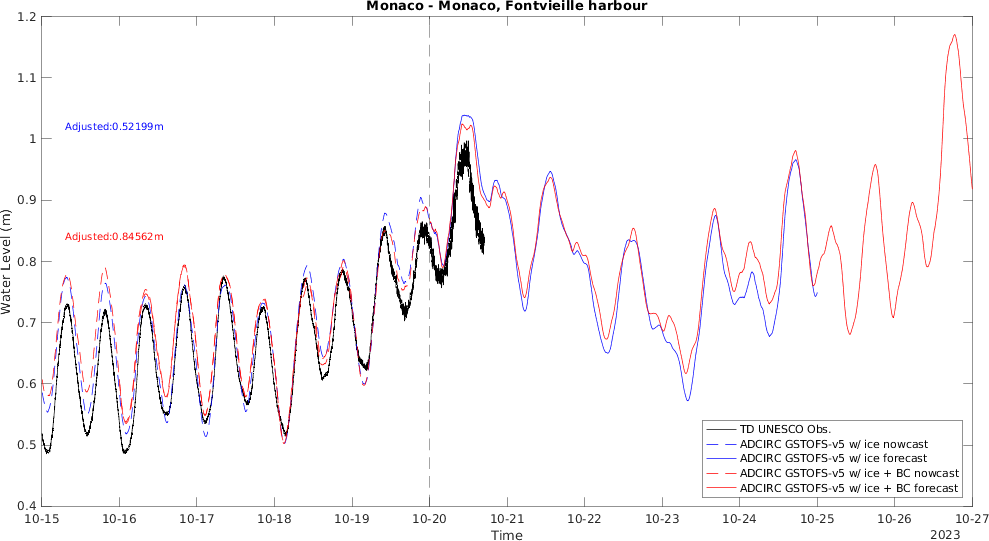 Monaco - Monaco, Fontvieille harbour
1.2
1.1
1
0.9
0.8
0.7
0.6
0.5
0.4
Water Level (m)
Adjusted:0.52199m
Adjusted:0.84562m
TD UNESCO Obs.
ADCIRC GSTOFS-v5 w/ ice nowcast
ADCIRC GSTOFS-v5 w/ ice forecast
ADCIRC GSTOFS-v5 w/ ice + BC nowcast
ADCIRC GSTOFS-v5 w/ ice + BC forecast
10-15 10-16 10-17 10-18 10-19 10-20 10-21 10-22 10-23 10-24 10-25 10-26 10-27
Time
2023